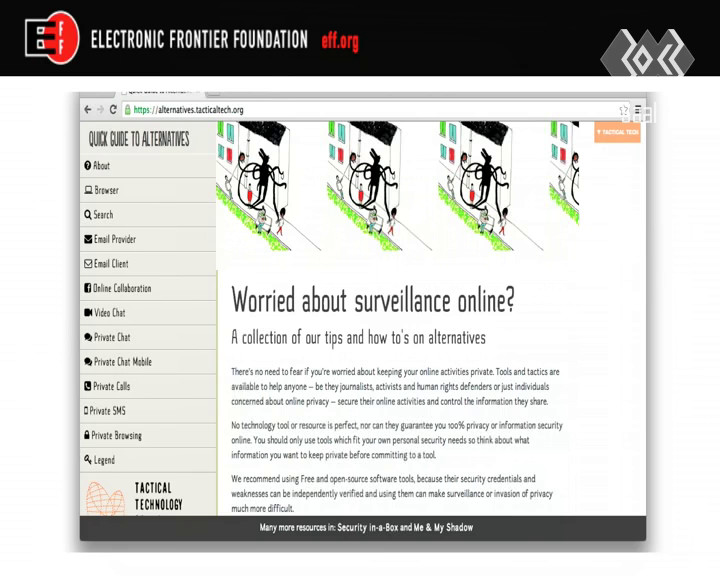 EFF
ELECTRONIC FRONTIER FOUNDATION eff.org
https://alternatives.tacticaltech.org
QUICK GUIDE TO ALTERNATIVES
TACTICAL TECH
About
Browser
Search
Email Provider
Email Client
Online Collaboration
Video Chat
Private Chat
Private Chat Mobile
Private Calls
Private SMS
Private Browsing
Legend
TACTICAL
TECHNOLOGY
Worried about surveillance online?
A collection of our tips and how to's on alternatives
There's no need to fear if you're worried about keeping your online activities private. Tools and tactics are
available to help anyone – be they journalists, activists and human rights defenders or just individuals
concerned about online privacy – secure their online activities and control the information they share.
No technology tool or resource is perfect, nor can they guarantee you 100% privacy or information security
online. You should only use tools which fit your own personal security needs so think about what
information you want to keep private before committing to a tool.
We recommend using Free and open-source software tools, because their security credentials and
weaknesses can be independently verified and using them can make surveillance or invasion of privacy
much more difficult.
Many more resources in: Security in-a-Box and Me & My Shadow